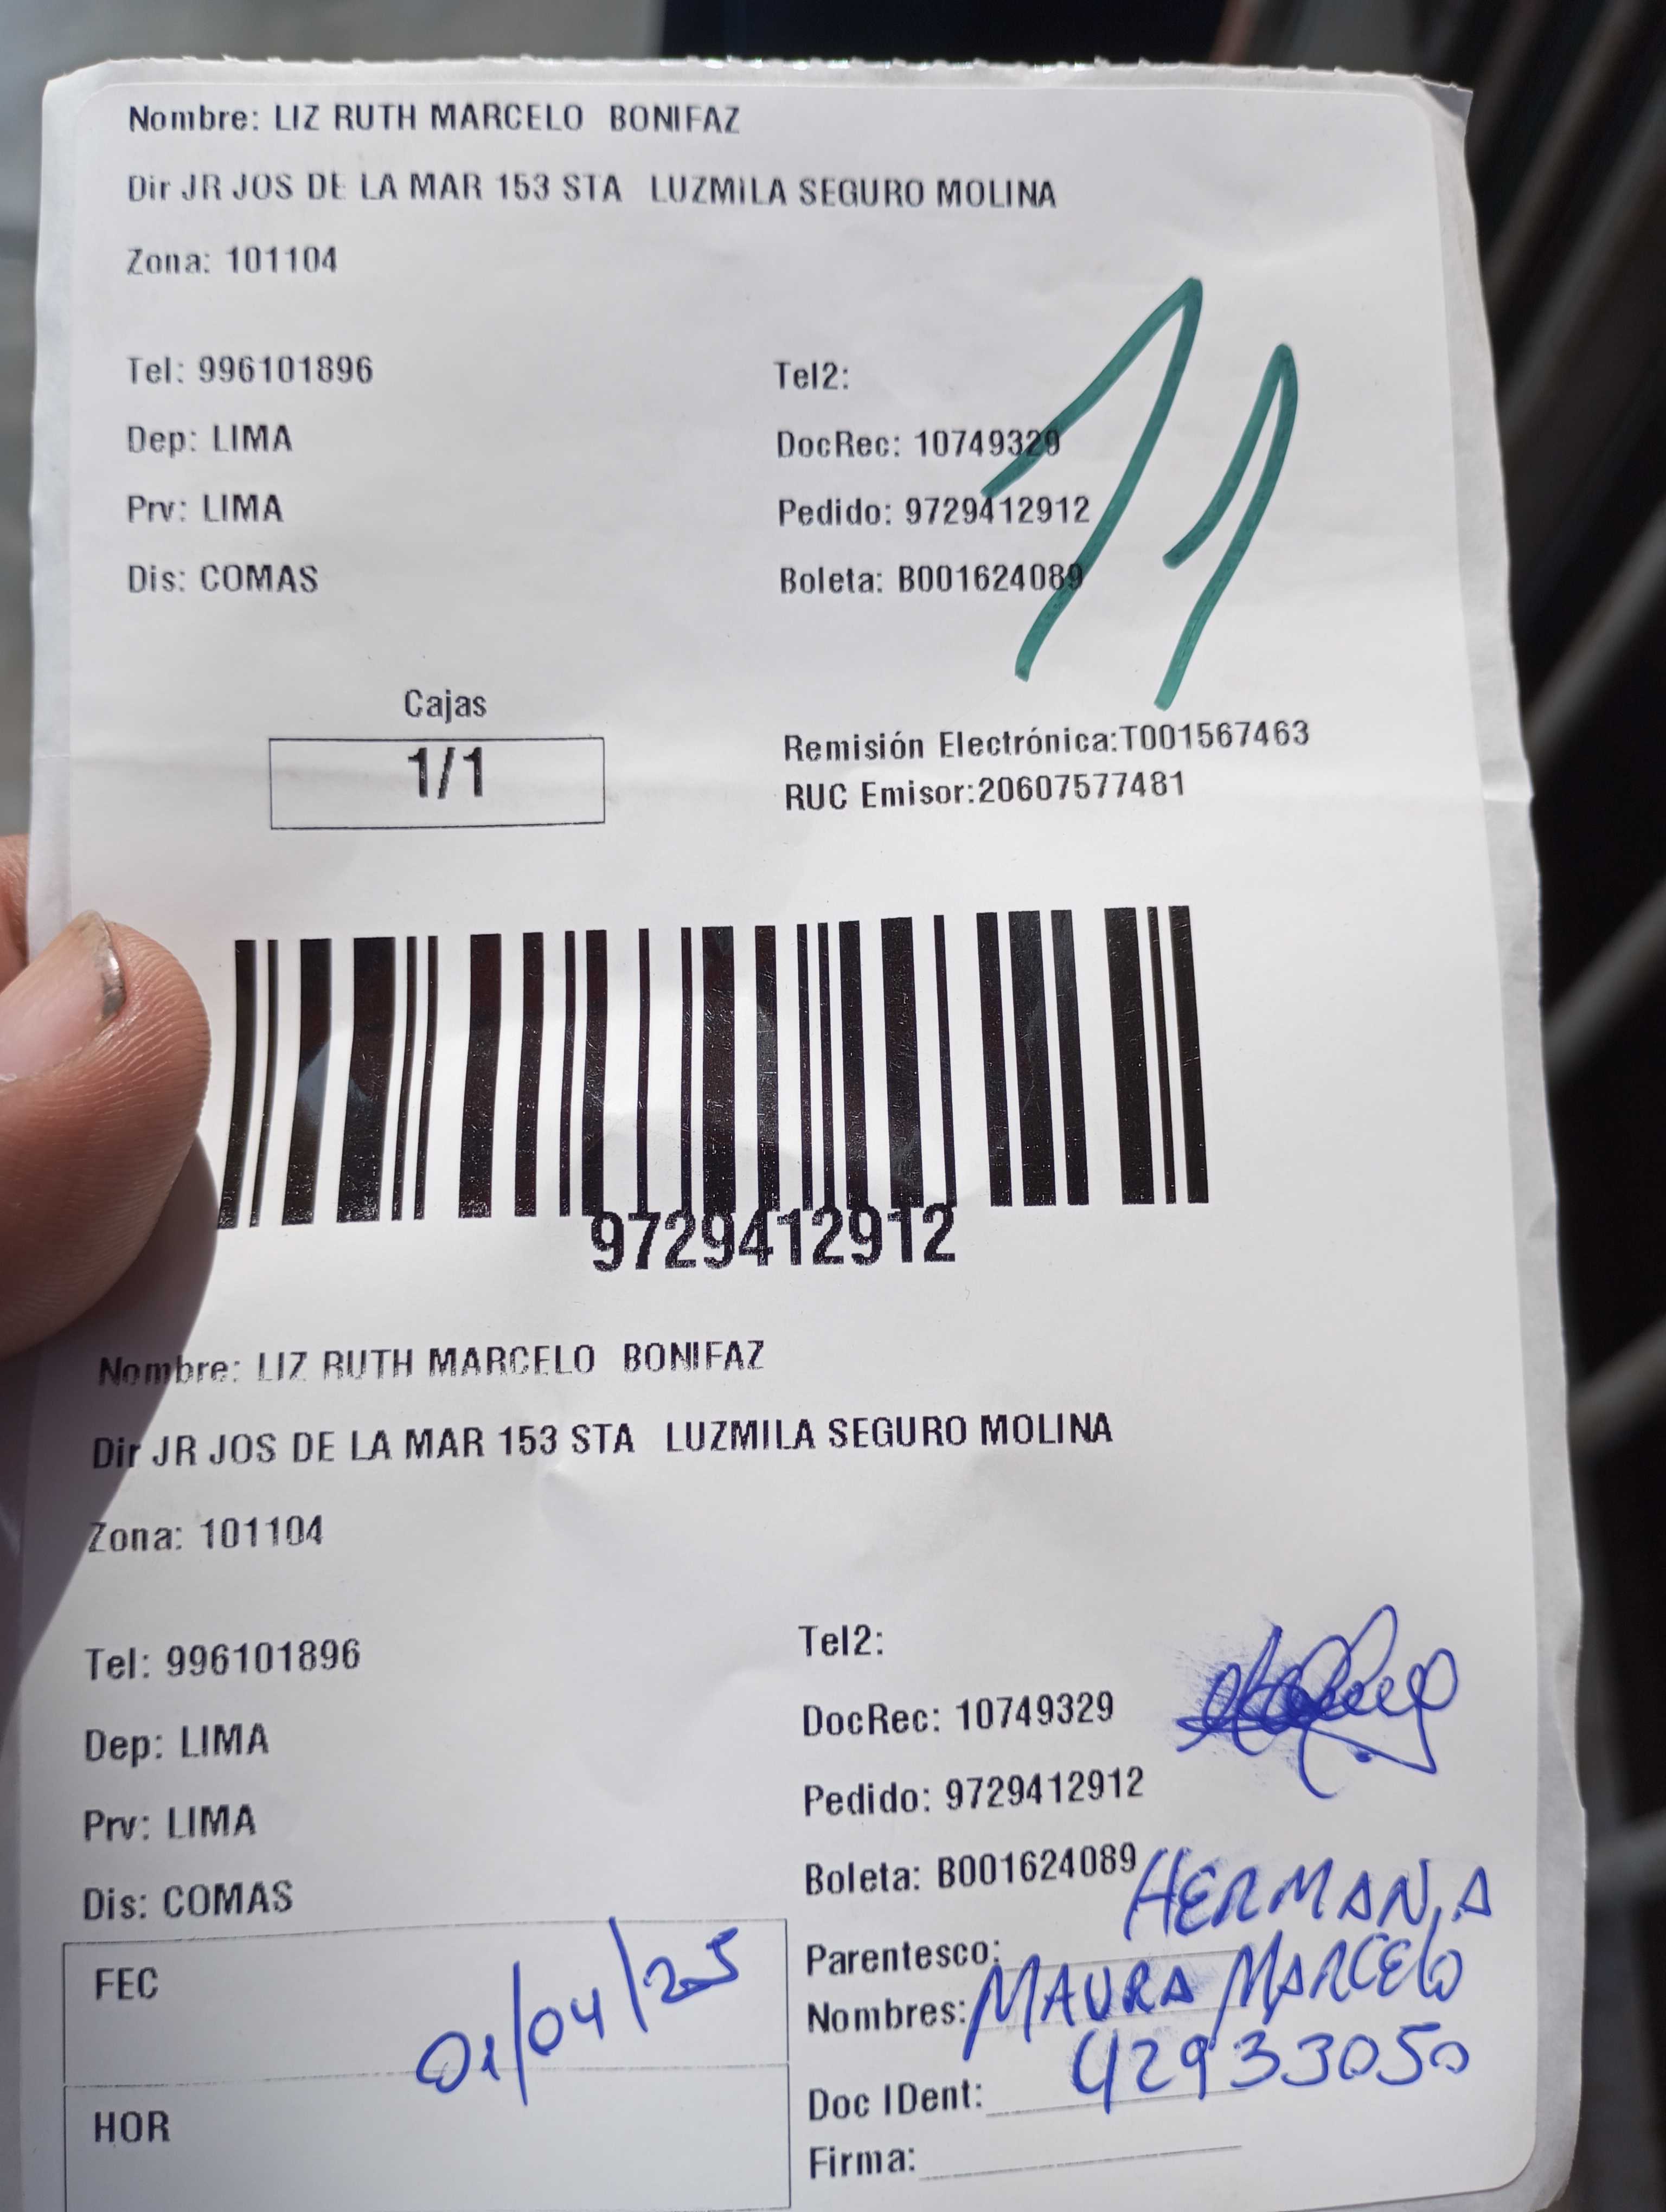 Nombre: LIZ RUTH MARCELO BONIFAZ
Dir JR JOS DE LA MAR 153 STA LUZMILA SEGURO MOLINA
Zona: 101104
Tel: 996101896
Tel2:
Dep: LIMA
DocRec: 10749329
Prv: LIMA
Pedido: 9729412912
Dis: COMAS
Boleta: B001624089
11
Cajas
1/1
Remisión Electrónica:T001567463
RUC Emisor:20607577481
9729412912
Nombre: LIZ RUTH MARCELO BONIFAZ
Dir JR JOS DE LA MAR 153 STA LUZMILA SEGURO MOLINA
Zona: 101104
Tel: 996101896
Tel2:
Dep: LIMA
DocRec: 10749329
Prv: LIMA
Pedido: 9729412912
Dis: COMAS
Boleta: B001624089
FEC 01/04/25
HOR
Parentesco: HERMANA
Nombres: MAURA MARCELO
Doc IDent: 42933050
Firma: